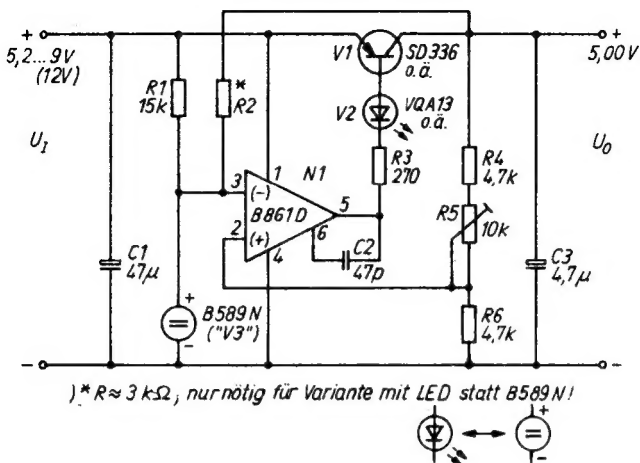 +
+
5,2...9V
(12V)
5,00V
V1
SD336
o.ä.
R1
15k
*
R2
V2
VQA13
o.ä.
U_I
U_O
R3
270
R4
4,7k
N1
1
3
(-)
B861D
5
2
(+)
6
4
R5
10k
C2
47p
C1
47µ
C3
4,7µ
+
B589N
("V3")
-
R6
4,7k
-
-
)* R ≈ 3 kΩ; nur nötig für Variante mit LED statt B589N!
+
-